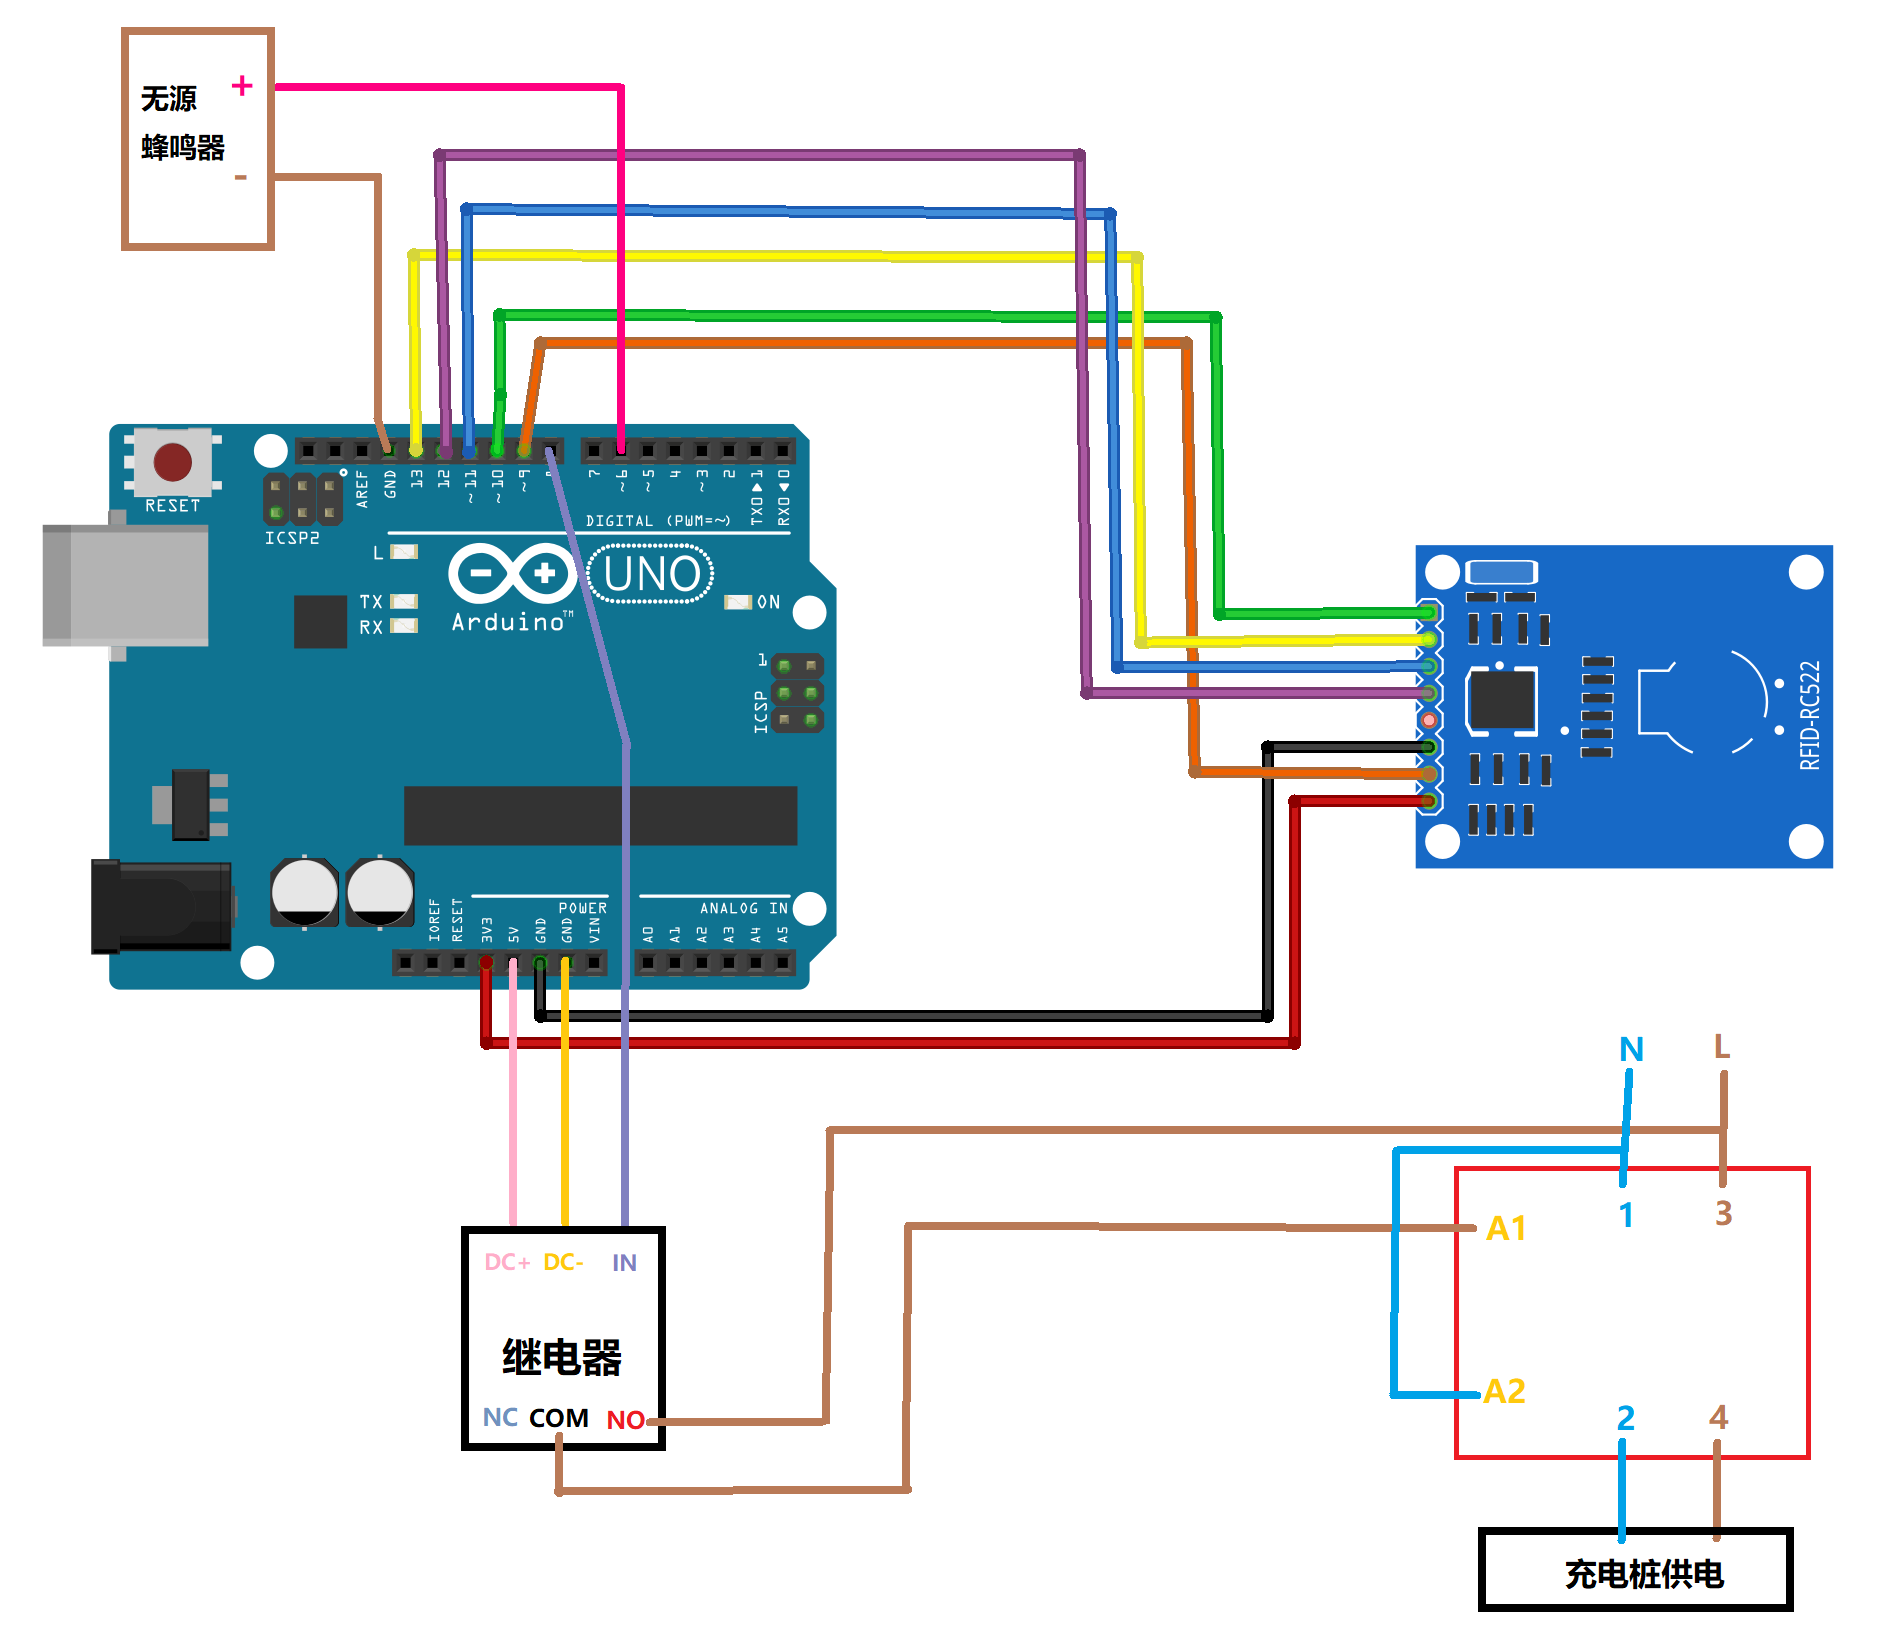 无源
+
蜂鸣器
-
RESET
ICSP2
AREF
GND
13
12
~11
~10
~9
7
~6
~5
4
~3
2
TX0▶1
RX0◀0
DIGITAL (PWM=~)
L
TX
RX
Arduino™
UNO
ON
1
ICSP
RFID-RC522
IOREF
RESET
3V3
5V
GND
GND
VIN
POWER
ANALOG IN
A0
A1
A2
A3
A4
A5
N
L
1
3
A1
A2
2
4
DC+ DC- IN
继电器
NC COM NO
充电桩供电